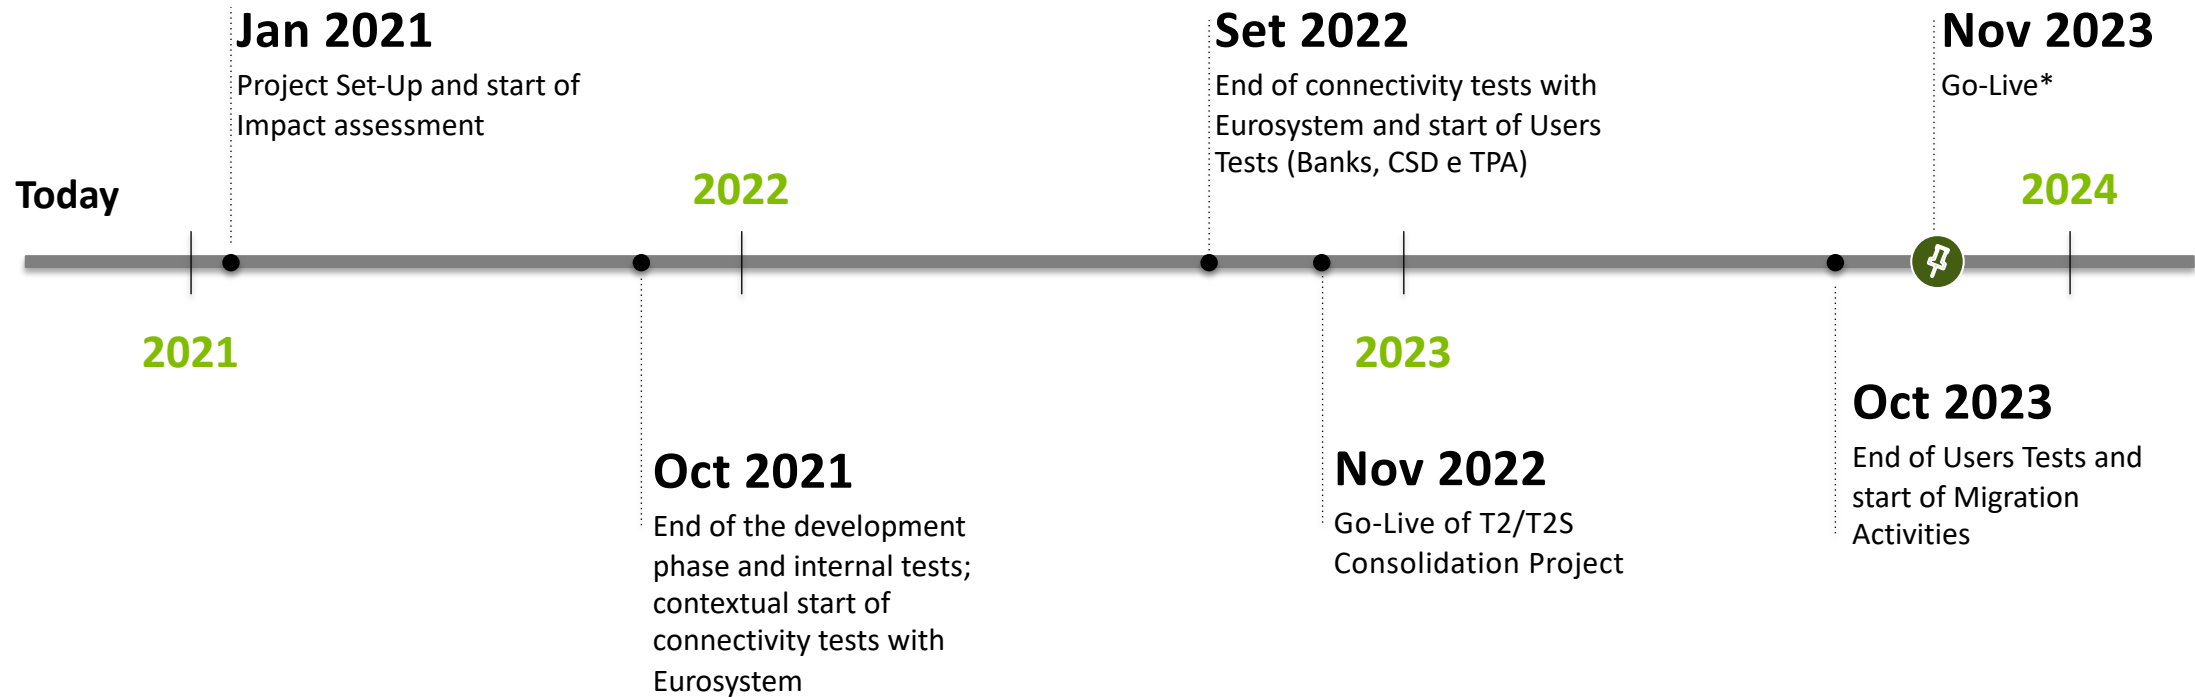 Jan 2021
Project Set-Up and start of
Impact assessment
Set 2022
End of connectivity tests with
Eurosystem and start of Users
Tests (Banks, CSD e TPA)
Nov 2023
Go-Live*
Today
2022
2024
2021
2023
Oct 2021
End of the development
phase and internal tests;
contextual start of
connectivity tests with
Eurosystem
Nov 2022
Go-Live of T2/T2S
Consolidation Project
Oct 2023
End of Users Tests and
start of Migration
Activities